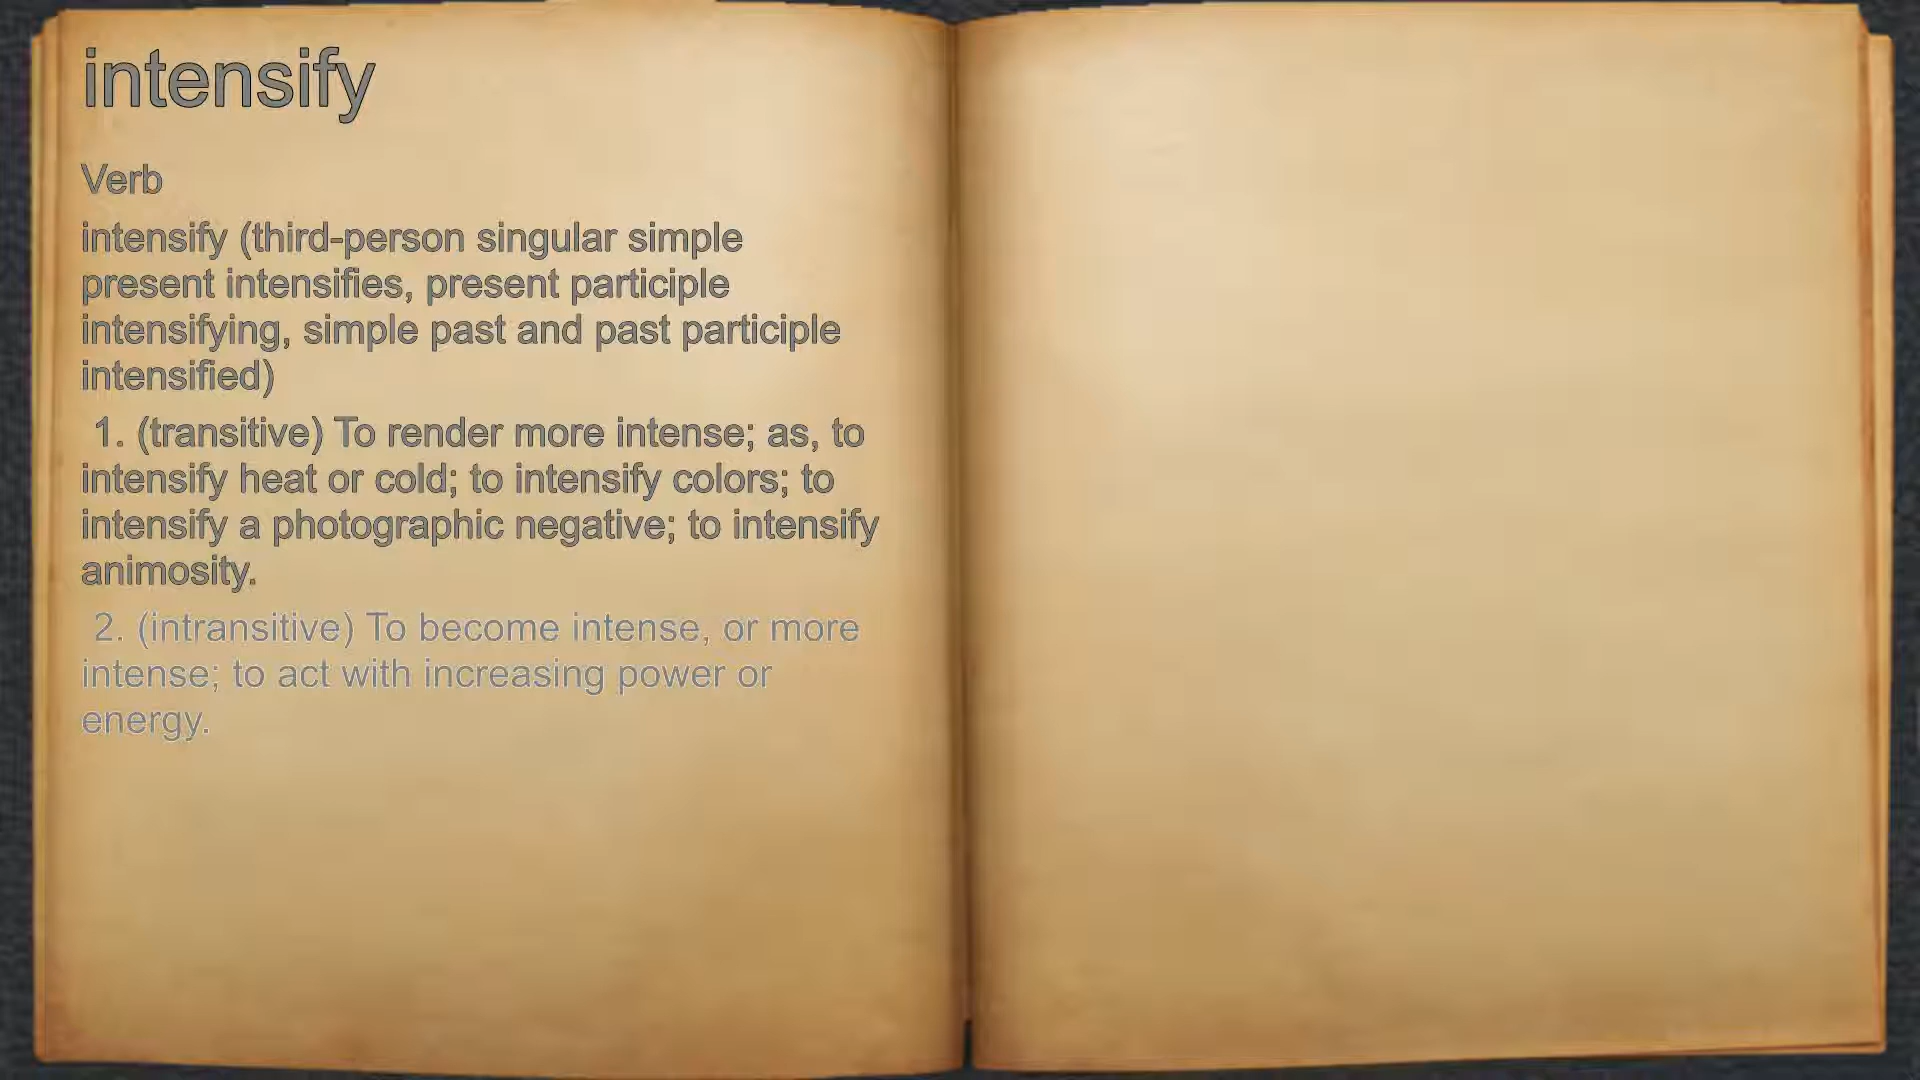 intensify
Verb
intensify (third-person singular simple
present intensifies, present participle
intensifying, simple past and past participle
intensified)
1. (transitive) To render more intense; as, to
intensify heat or cold; to intensify colors; to
intensify a photographic negative; to intensify
animosity.
2. (intransitive) To become intense, or more
intense; to act with increasing power or
energy.